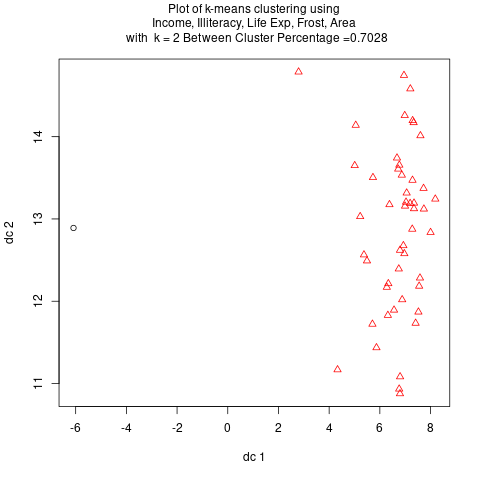 Plot of k-means clustering using
Income, Illiteracy, Life Exp, Frost, Area
with k = 2 Between Cluster Percentage =0.7028
14
13
dc 2
12
11
-6 -4 -2 0 2 4 6 8
dc 1